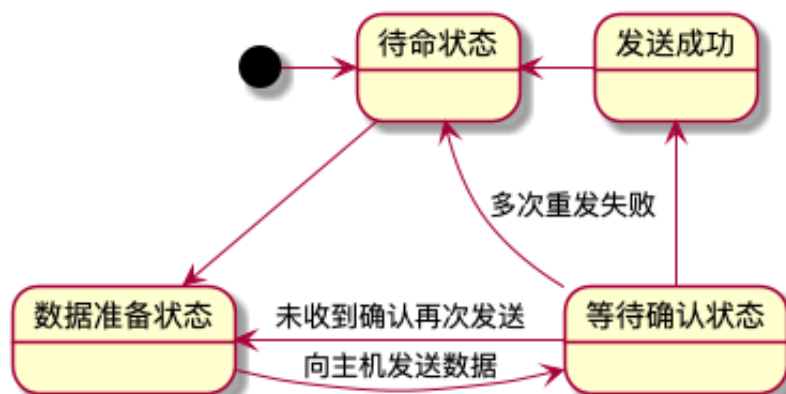 待命状态
发送成功
多次重发失败
数据准备状态
未收到确认再次发送
等待确认状态
向主机发送数据